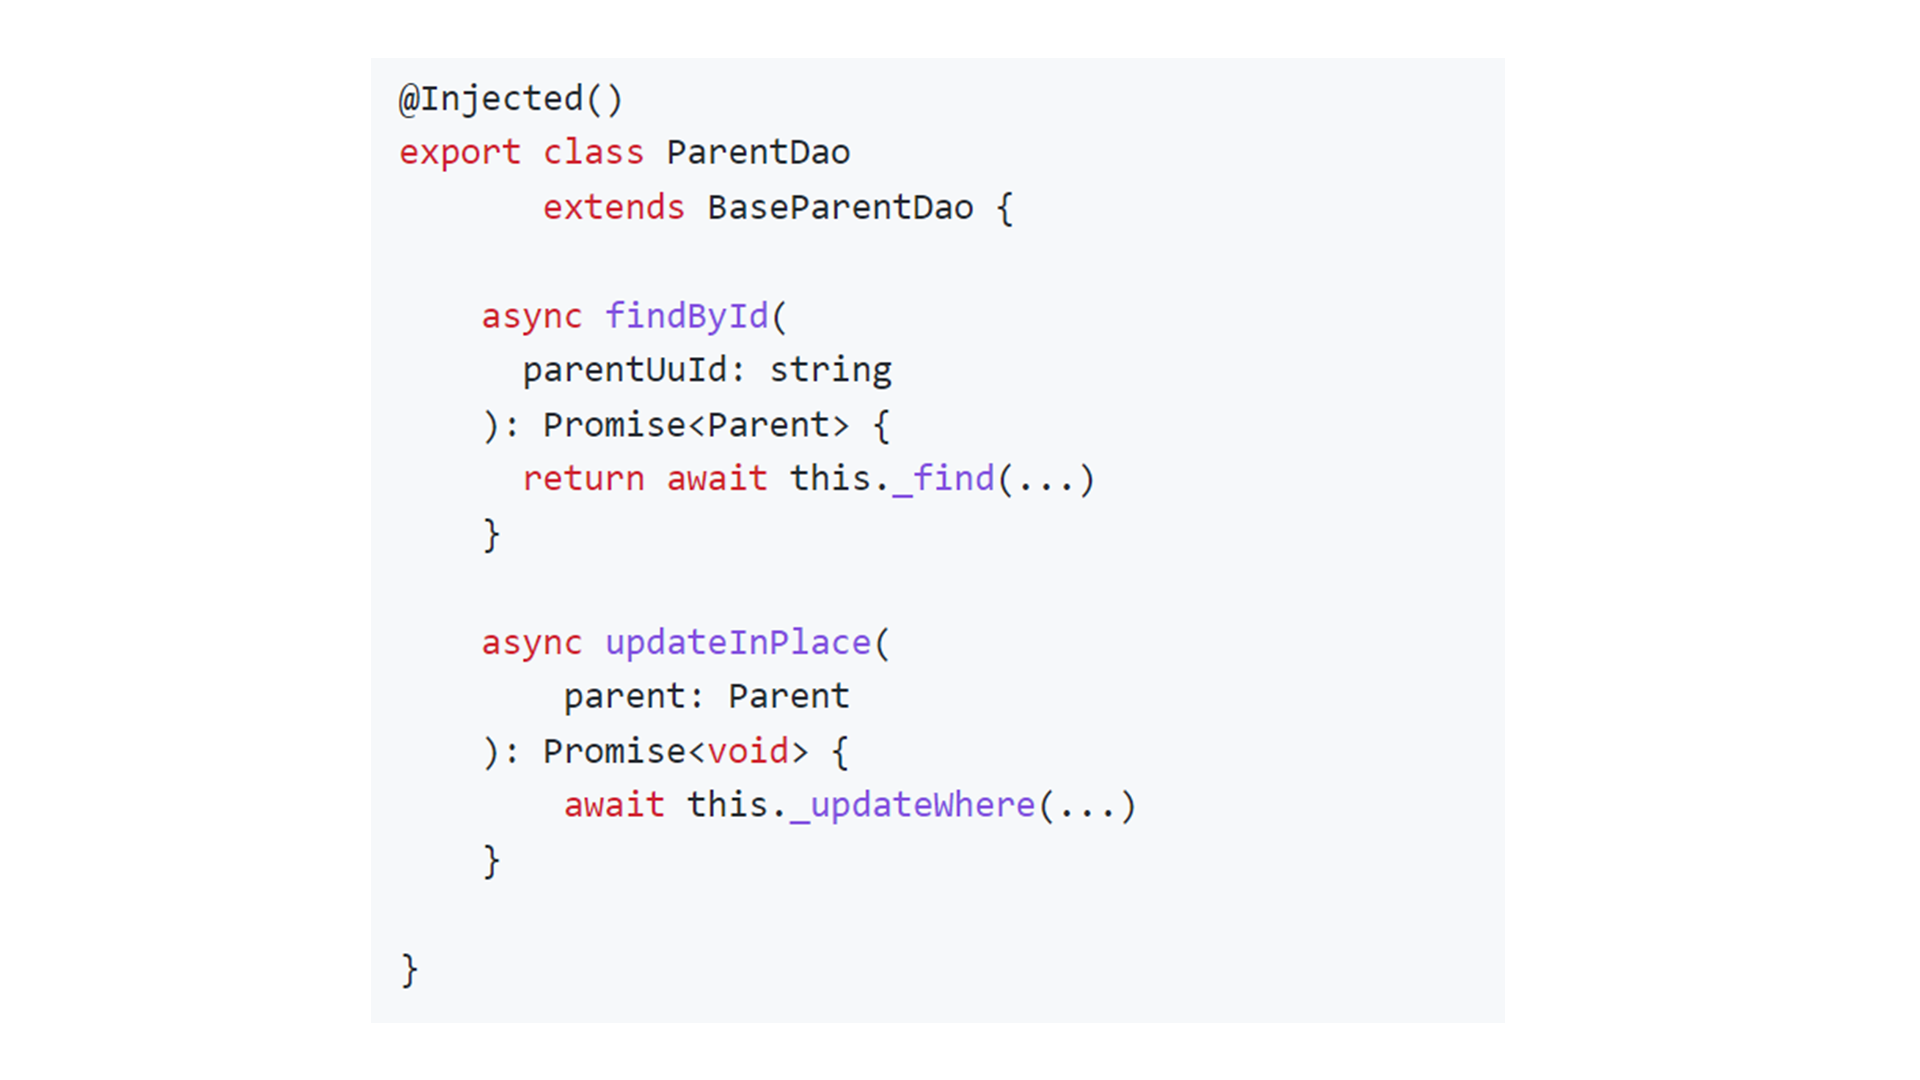 @Injected()
export class ParentDao
extends BaseParentDao {
async findById(
parentUuId: string
): Promise<Parent> {
return await this._find(...)
}
async updateInPlace(
parent: Parent
): Promise<void> {
await this._updateWhere(...)
}
}